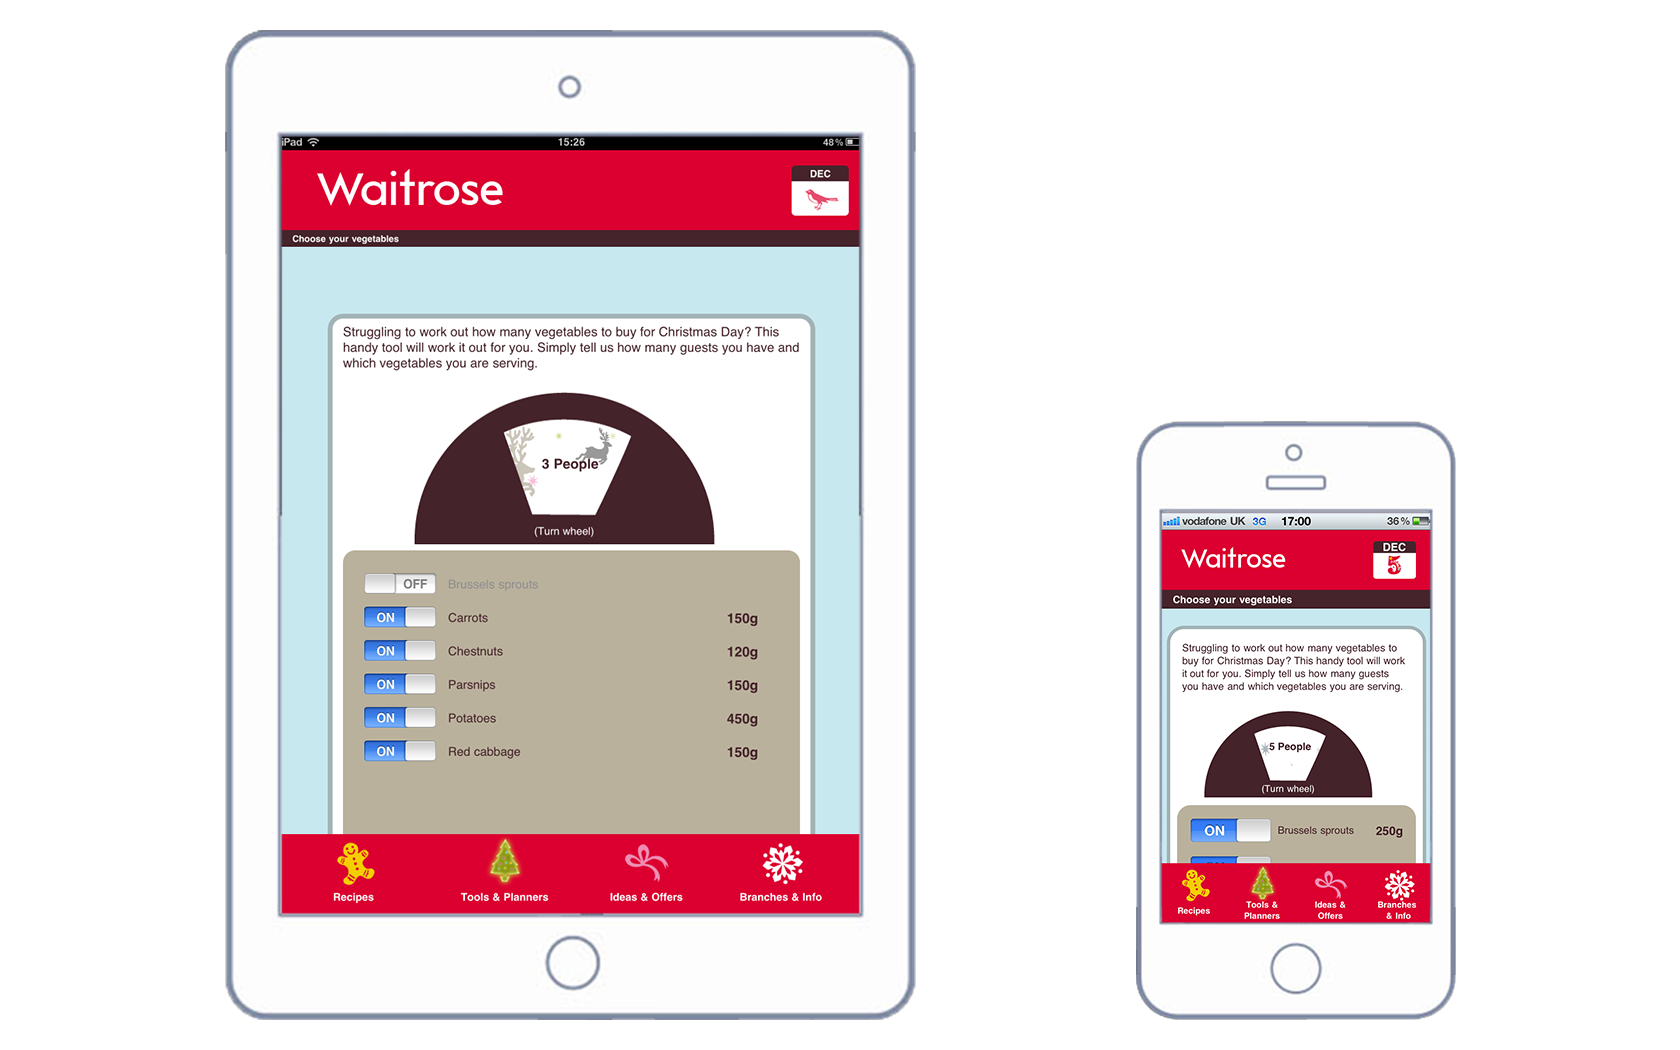 iPad 15:26 48%
Waitrose
DEC
Choose your vegetables
Struggling to work out how many vegetables to buy for Christmas Day? This
handy tool will work it out for you. Simply tell us how many guests you have and
which vegetables you are serving.
3 People
(Turn wheel)
OFF Brussels sprouts
ON Carrots 150g
ON Chestnuts 120g
ON Parsnips 150g
ON Potatoes 450g
ON Red cabbage 150g
Recipes Tools & Planners Ideas & Offers Branches & Info
vodafone UK 3G 17:00 36%
Waitrose
DEC
5
Choose your vegetables
Struggling to work out how many vegetables to
buy for Christmas Day? This handy tool will work
it out for you. Simply tell us how many guests
you have and which vegetables you are serving.
5 People
(Turn wheel)
ON Brussels sprouts 250g
Recipes
Tools &
Planners
Ideas &
Offers
Branches
& Info